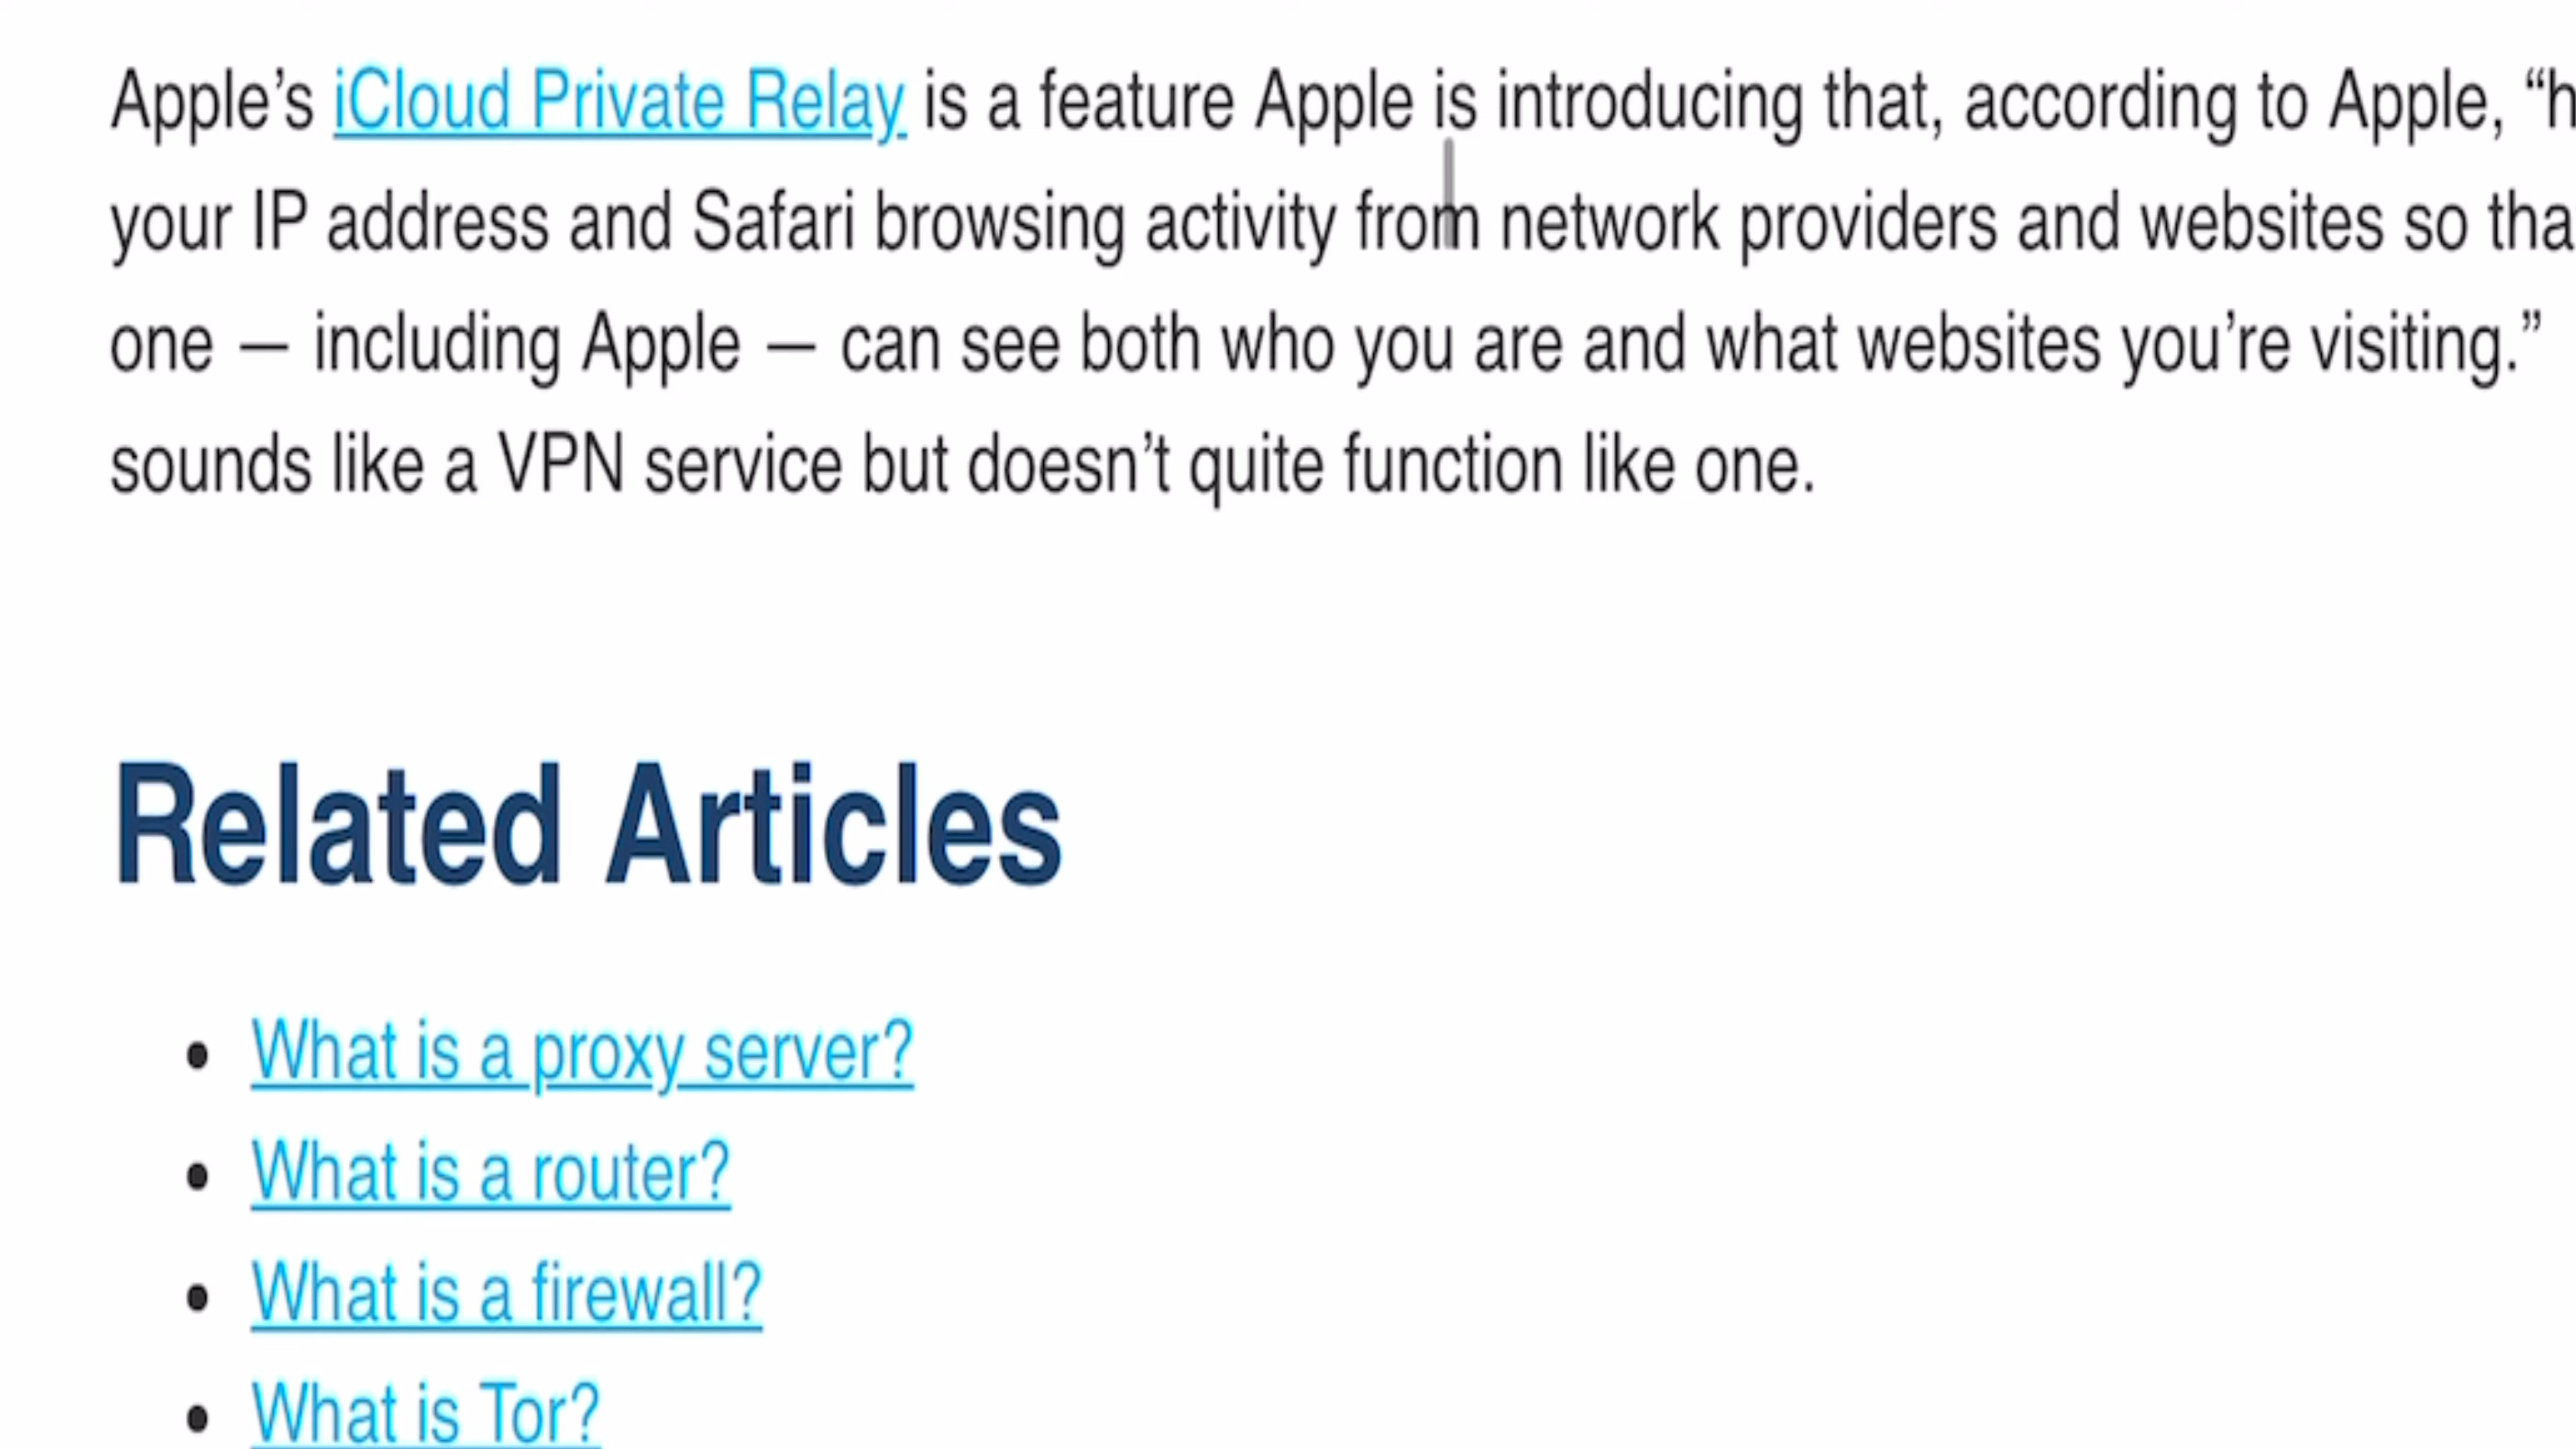 Apple’s iCloud Private Relay is a feature Apple is introducing that, according to Apple, “h
your IP address and Safari browsing activity from network providers and websites so tha
one — including Apple — can see both who you are and what websites you’re visiting.”
sounds like a VPN service but doesn’t quite function like one.
Related Articles
• What is a proxy server?
• What is a router?
• What is a firewall?
• What is Tor?